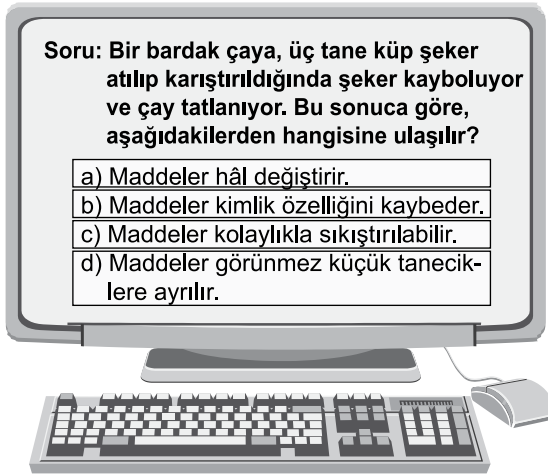 Soru: Bir bardak çaya, üç tane küp şeker
atılıp karıştırıldığında şeker kayboluyor
ve çay tatlanıyor. Bu sonuca göre,
aşağıdakilerden hangisine ulaşılır?
a) Maddeler hâl değiştirir.
b) Maddeler kimlik özelliğini kaybeder.
c) Maddeler kolaylıkla sıkıştırılabilir.
d) Maddeler görünmez küçük tanecik-
lere ayrılır.